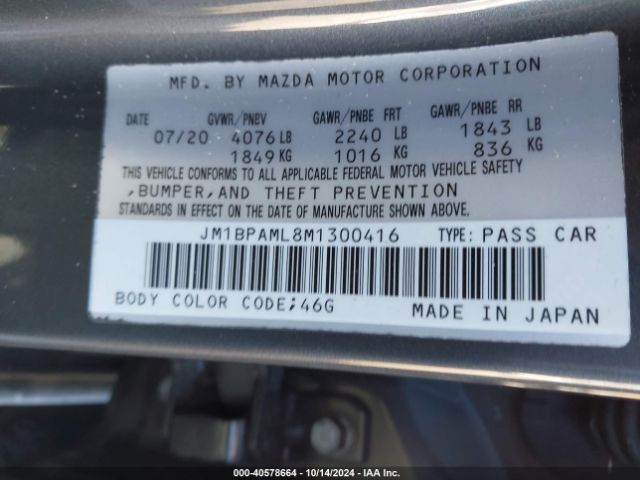 MFD. BY MAZDA MOTOR CORPORATION
DATE GVWR/PNBV GAWR/PNBE FRT GAWR/PNBE RR
07/20 4076 LB 2240 LB 1843 LB
1849 KG 1016 KG 836 KG
THIS VEHICLE CONFORMS TO ALL APPLICABLE FEDERAL MOTOR VEHICLE SAFETY
,BUMPER,AND THEFT PREVENTION
STANDARDS IN EFFECT ON THE DATE OF MANUFACTURE SHOWN ABOVE.
JM1BPAML8M1300416 TYPE: PASS CAR
BODY COLOR CODE;46G MADE IN JAPAN
000-40578664 | 10/14/2024 | IAA Inc.